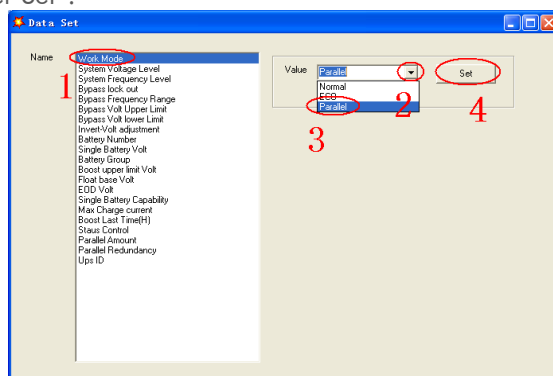 Data Set
Name
Work Mode
System Voltage Level
System Frequency Level
Bypass lock out
Bypass Frequency Range
Bypass Volt Upper Limit
Bypass Volt lower Limit
Invert-Volt adjustment
Battery Number
Single Battery Volt
Battery Group
Boost upper limit Volt
Float base Volt
EOD Volt
Single Battery Capability
Max Charge current
Boost Last Time(H)
Staus Control
Parallel Amount
Parallel Redundancy
Ups ID
1
Value
Parallel
Normal
ECO
Parallel
Set
2
3
4